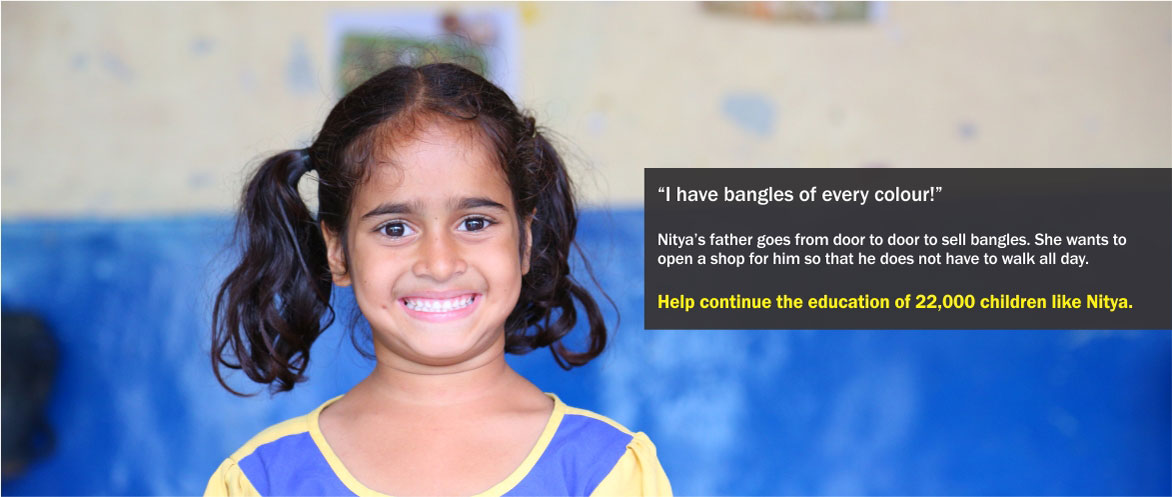 “I have bangles of every colour!”
Nitya’s father goes from door to door to sell bangles. She wants to
open a shop for him so that he does not have to walk all day.
Help continue the education of 22,000 children like Nitya.